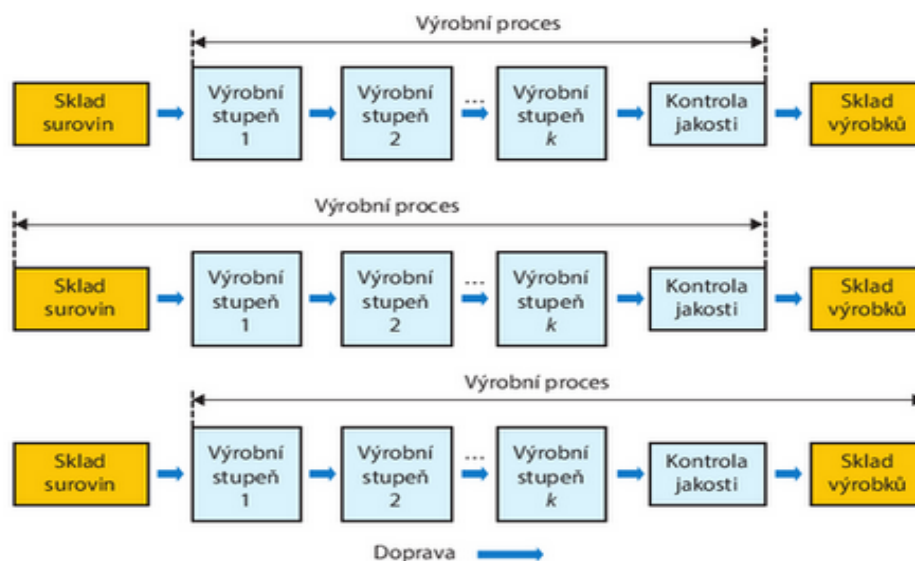 Výrobní proces
Sklad
surovin
Výrobní
stupeň
1
Výrobní
stupeň
2
...
Výrobní
stupeň
k
Kontrola
jakosti
Sklad
výrobků
Výrobní proces
Sklad
surovin
Výrobní
stupeň
1
Výrobní
stupeň
2
...
Výrobní
stupeň
k
Kontrola
jakosti
Sklad
výrobků
Výrobní proces
Sklad
surovin
Výrobní
stupeň
1
Výrobní
stupeň
2
...
Výrobní
stupeň
k
Kontrola
jakosti
Sklad
výrobků
Doprava